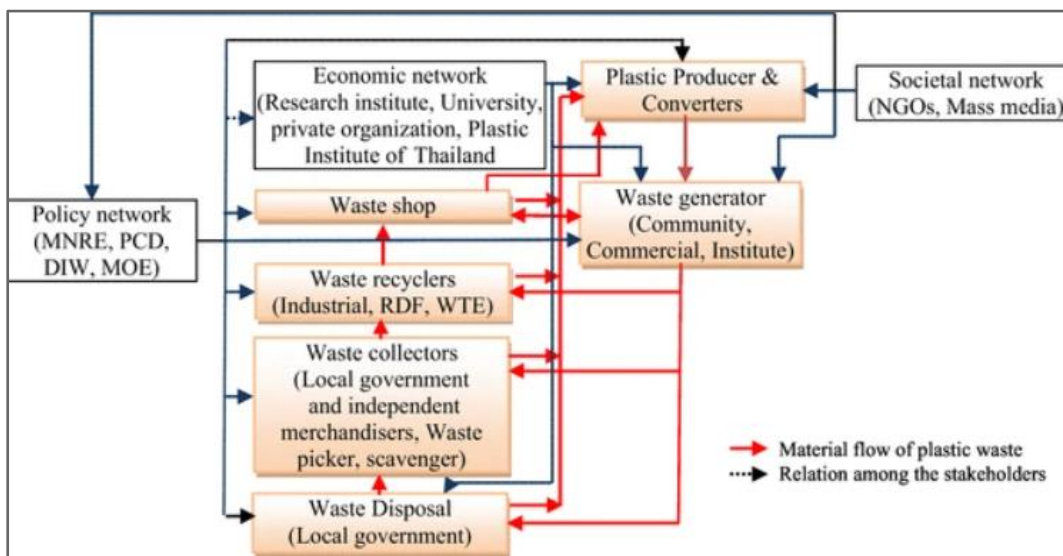 Economic network
(Research institute, University,
private organization, Plastic
Institute of Thailand
Plastic Producer &
Converters
Societal network
(NGOs, Mass media)
Policy network
(MNRE, PCD,
DIW, MOE)
Waste shop
Waste generator
(Community,
Commercial, Institute)
Waste recyclers
(Industrial, RDF, WTE)
Waste collectors
(Local government
and independent
merchandisers, Waste
picker, scavenger)
Waste Disposal
(Local government)
Material flow of plastic waste
Relation among the stakeholders